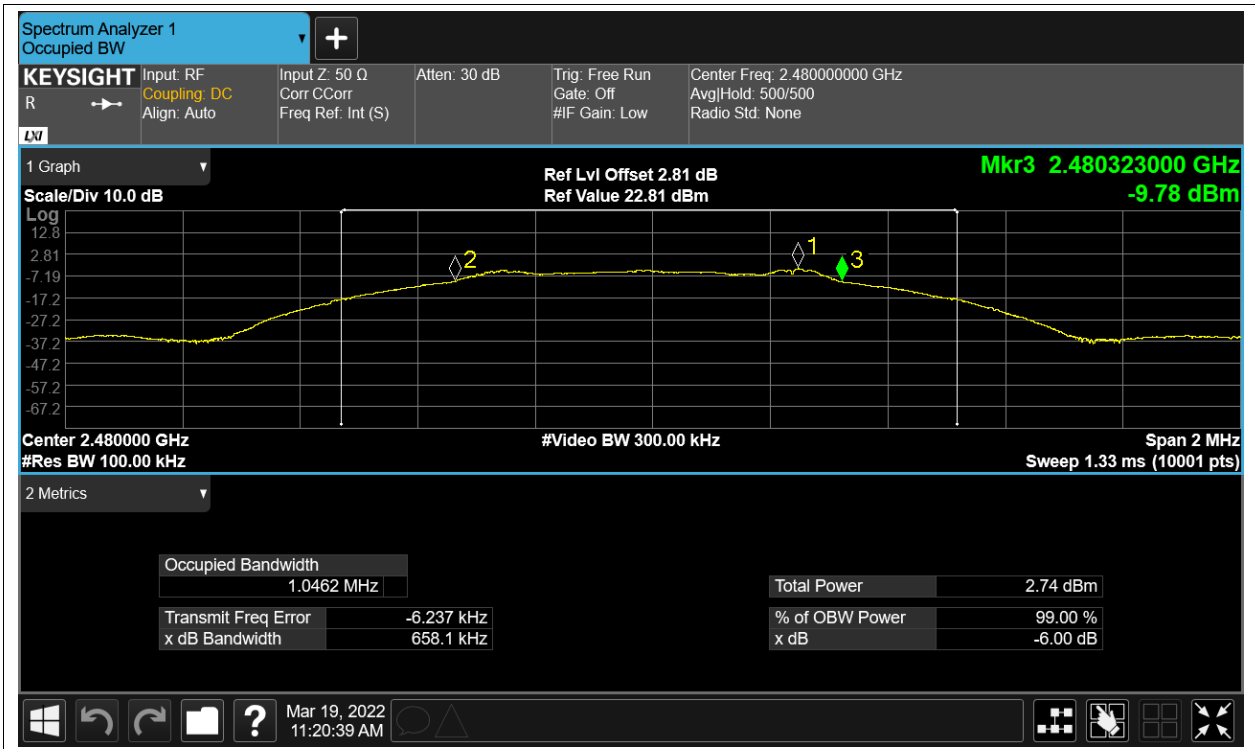 Spectrum Analyzer 1
Occupied BW
KEYSIGHT
R
LXI
Input: RF
Coupling: DC
Align: Auto
Input Z: 50 Ω
Corr CCorr
Freq Ref: Int (S)
Atten: 30 dB
Trig: Free Run
Gate: Off
#IF Gain: Low
Center Freq: 2.480000000 GHz
Avg|Hold: 500/500
Radio Std: None
1 Graph
Scale/Div 10.0 dB
Ref Lvl Offset 2.81 dB
Ref Value 22.81 dBm
Mkr3 2.480323000 GHz
-9.78 dBm
Log
12.8
2.81
-7.19
-17.2
-27.2
-37.2
-47.2
-57.2
-67.2
2
1
3
Center 2.480000 GHz
#Res BW 100.00 kHz
#Video BW 300.00 kHz
Span 2 MHz
Sweep 1.33 ms (10001 pts)
2 Metrics
Occupied Bandwidth
1.0462 MHz
Transmit Freq Error -6.237 kHz
x dB Bandwidth 658.1 kHz
Total Power 2.74 dBm
% of OBW Power 99.00 %
x dB -6.00 dB
?
Mar 19, 2022
11:20:39 AM